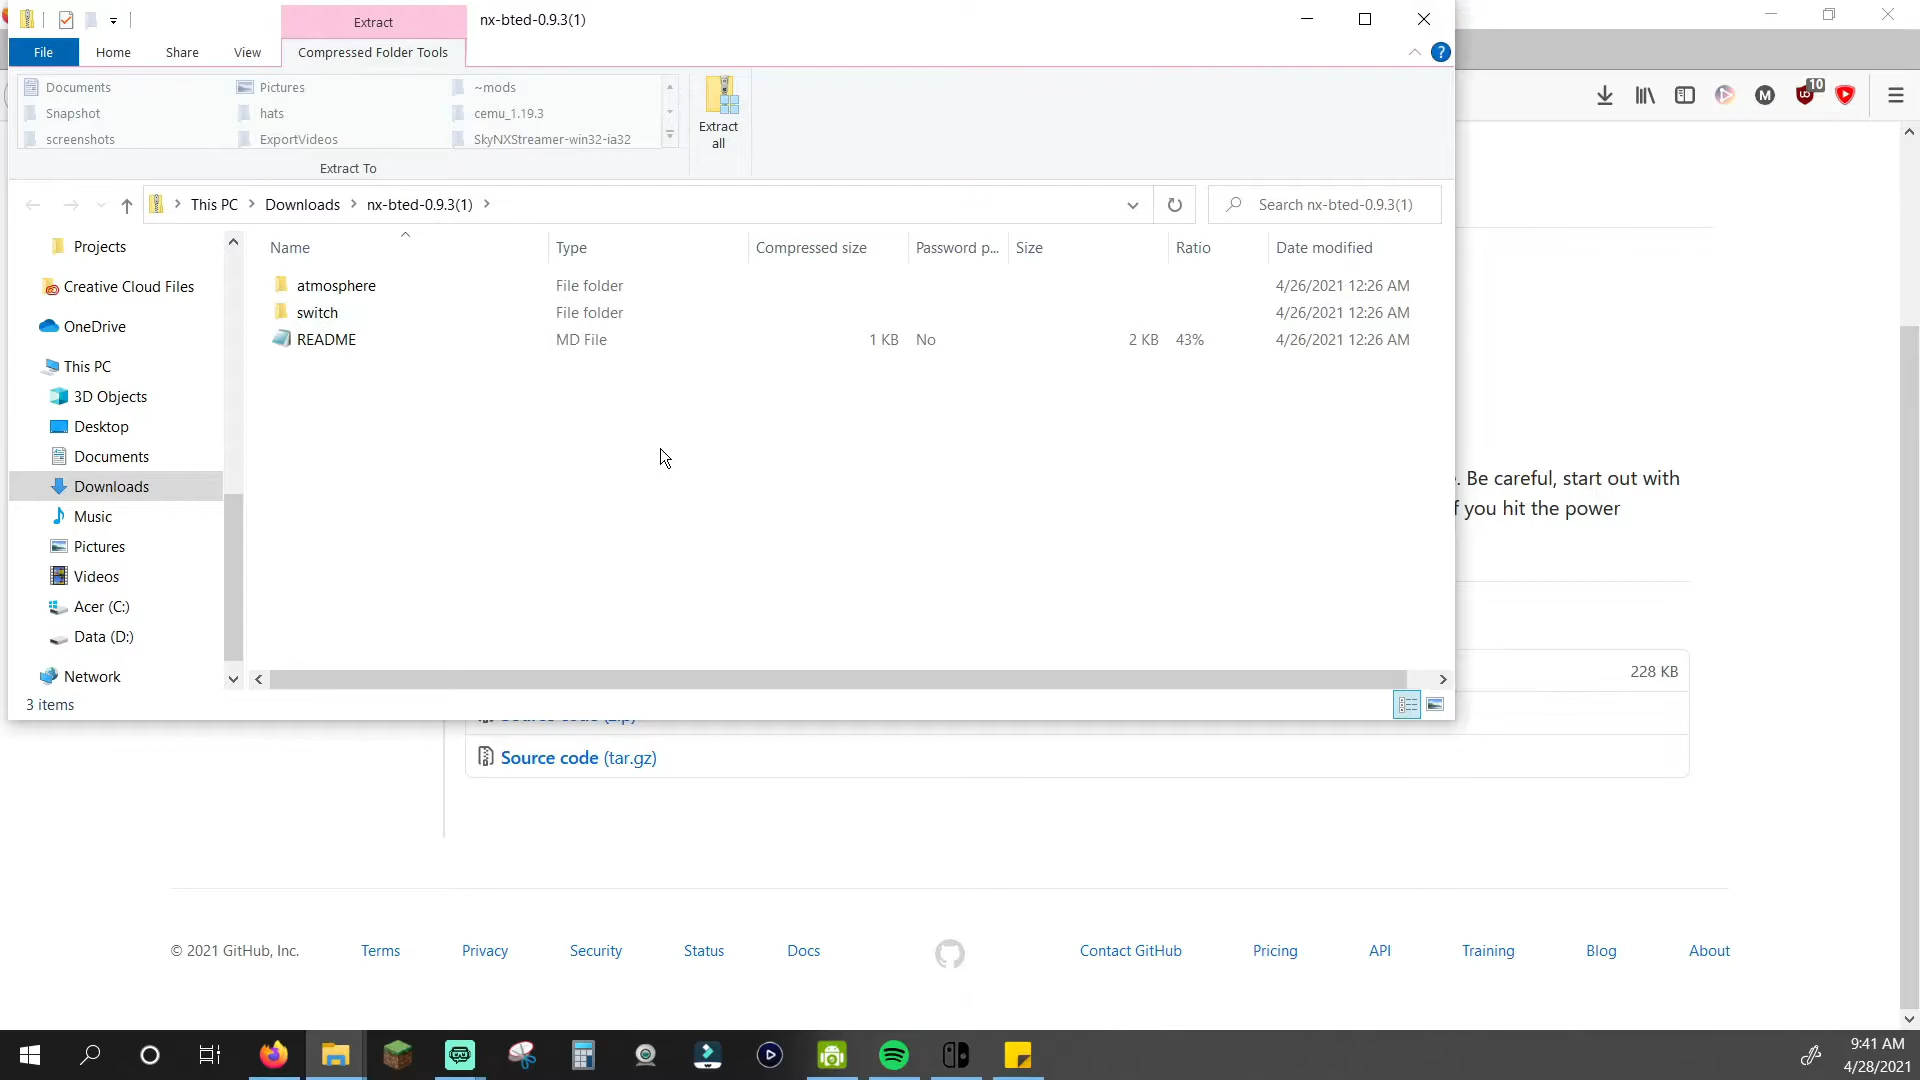 Extract
nx-bted-0.9.3(1)
File
Home
Share
View
Compressed Folder Tools
?
Documents
Pictures
~mods
Snapshot
hats
cemu_1.19.3
screenshots
ExportVideos
SkyNXStreamer-win32-ia32
Extract
all
Extract To
10
M
This PC
Downloads
nx-bted-0.9.3(1)
Search nx-bted-0.9.3(1)
Name
Type
Compressed size
Password p...
Size
Ratio
Date modified
atmosphere
File folder
4/26/2021 12:26 AM
switch
File folder
4/26/2021 12:26 AM
README
MD File
1 KB
No
2 KB
43%
4/26/2021 12:26 AM
Projects
Creative Cloud Files
OneDrive
This PC
3D Objects
Desktop
Documents
Downloads
Music
Pictures
Videos
Acer (C:)
Data (D:)
Network
3 items
. Be careful, start out with
f you hit the power
228 KB
Source code (zip)
Source code (tar.gz)
© 2021 GitHub, Inc.
Terms
Privacy
Security
Status
Docs
Contact GitHub
Pricing
API
Training
Blog
About
9:41 AM
4/28/2021